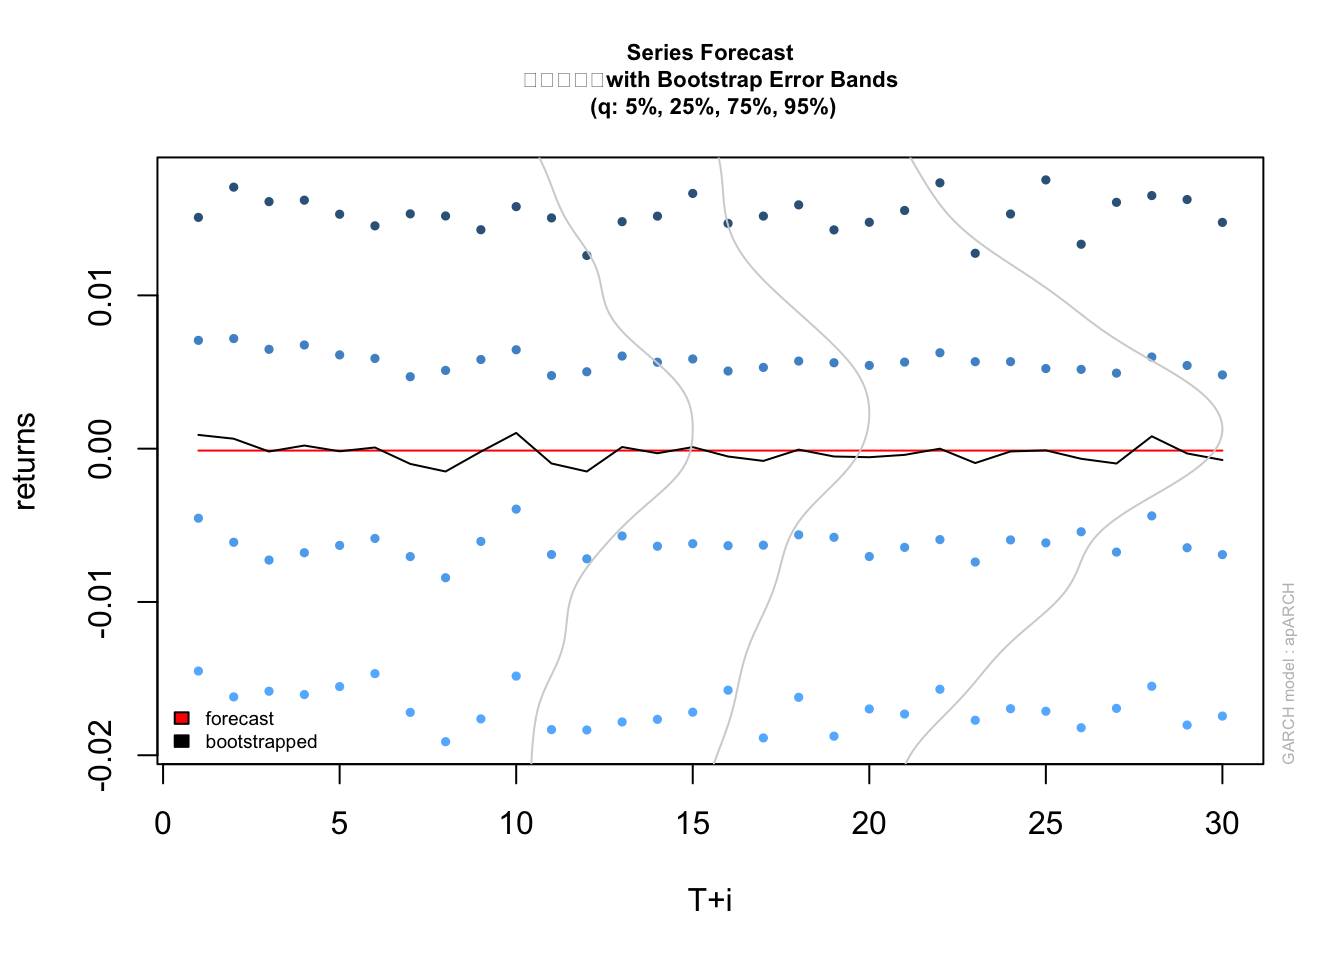 Series Forecast
with Bootstrap Error Bands
(q: 5%, 25%, 75%, 95%)
returns
0.01
0.00
-0.01
-0.02
forecast
bootstrapped
0 5 10 15 20 25 30
T+i
GARCH model : apARCH